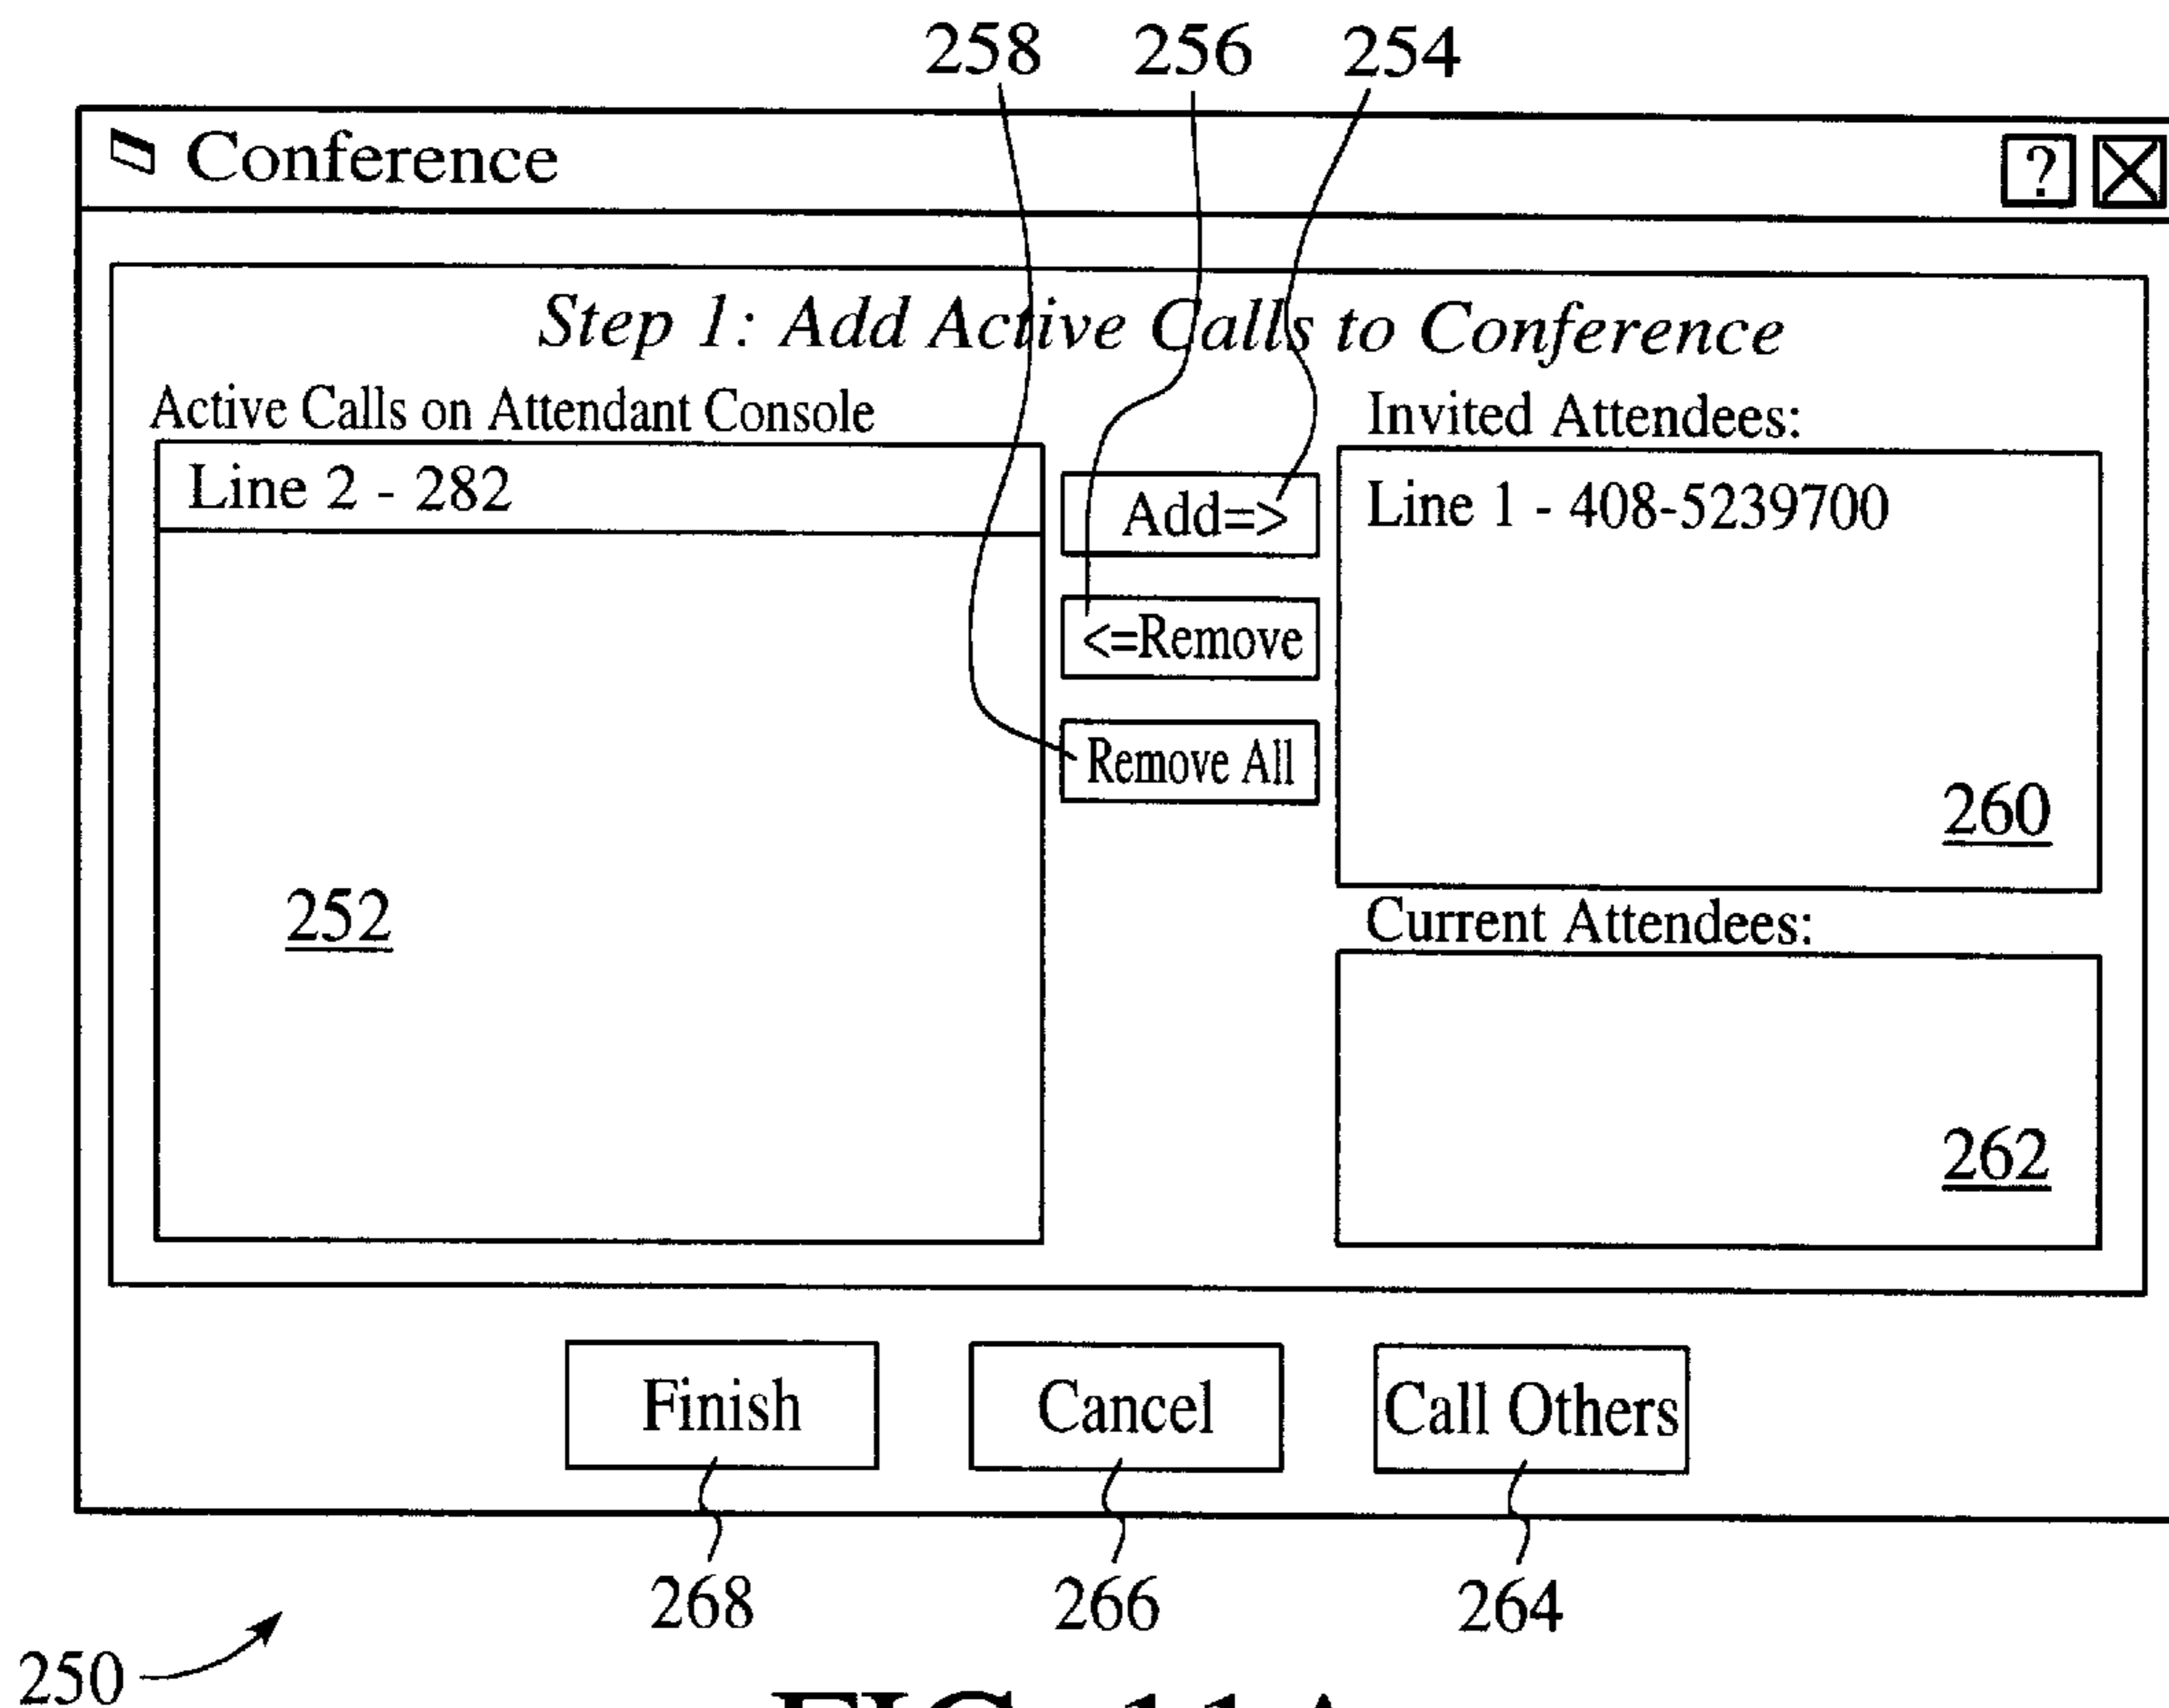 258 256 254
Conference ?
Step 1: Add Active Calls to Conference
Active Calls on Attendant Console
Line 2 - 282
252
Add=>
<=Remove
Remove All
Invited Attendees:
Line 1 - 408-5239700
260
Current Attendees:
262
Finish Cancel Call Others
268 266 264
250
FIG. 11A